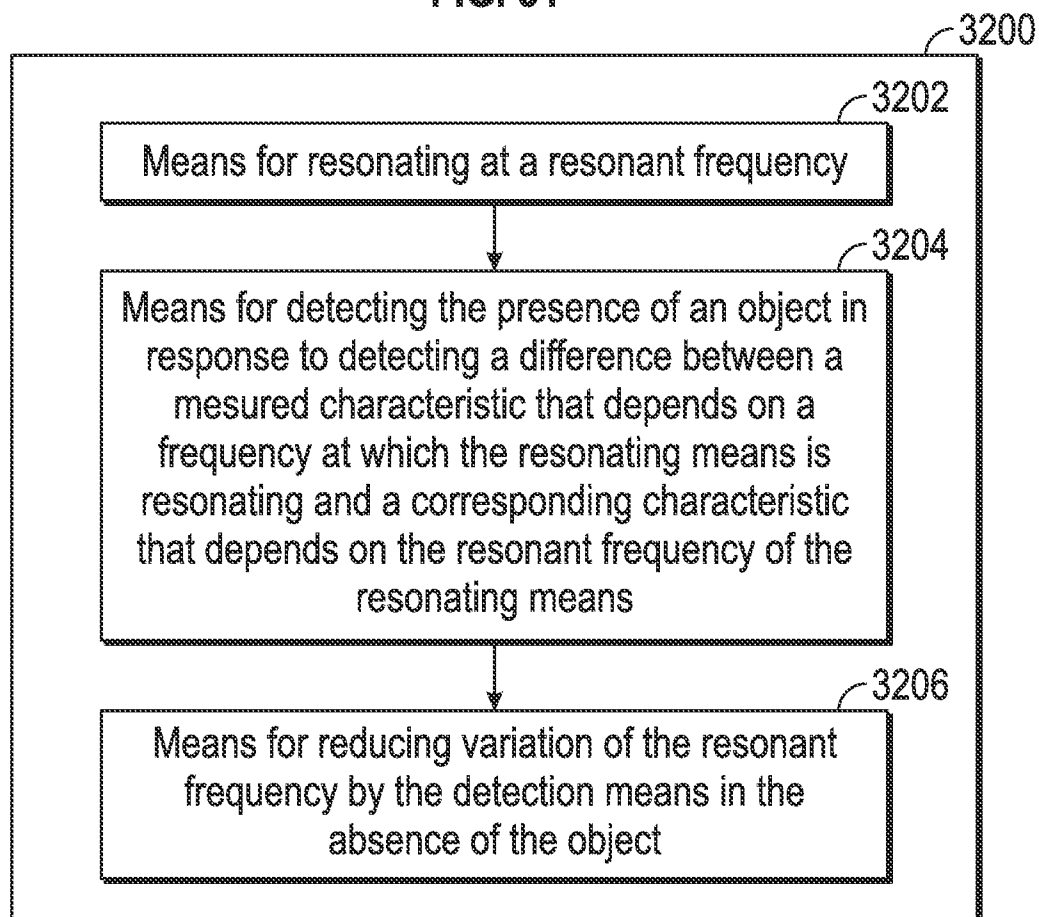 3200
3202
Means for resonating at a resonant frequency
3204
Means for detecting the presence of an object in
response to detecting a difference between a
mesured characteristic that depends on a
frequency at which the resonating means is
resonating and a corresponding characteristic
that depends on the resonant frequency of the
resonating means
3206
Means for reducing variation of the resonant
frequency by the detection means in the
absence of the object